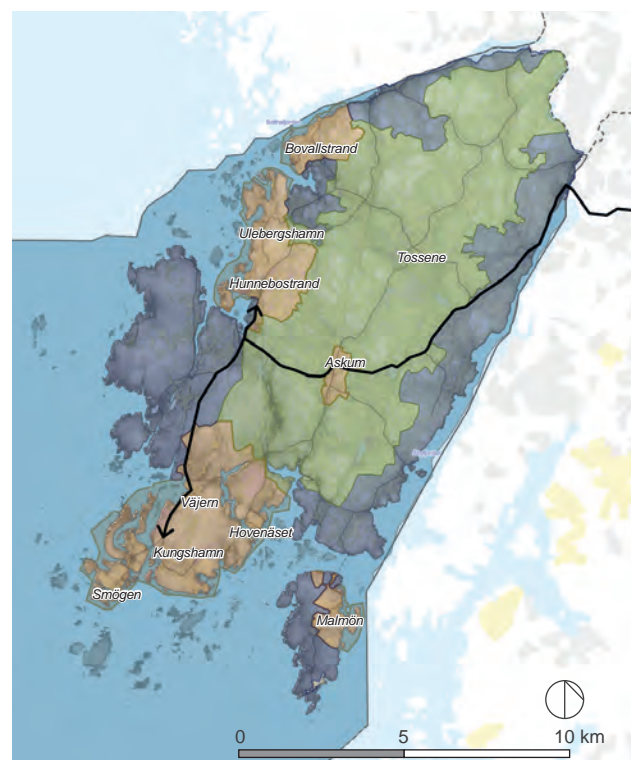 Bovallstrand
Ulebergshamn
Tossene
Hunnebostrand
Askum
Väjern
Hovenäset
Kungshamn
Smögen
Malmön
0 5 10 km